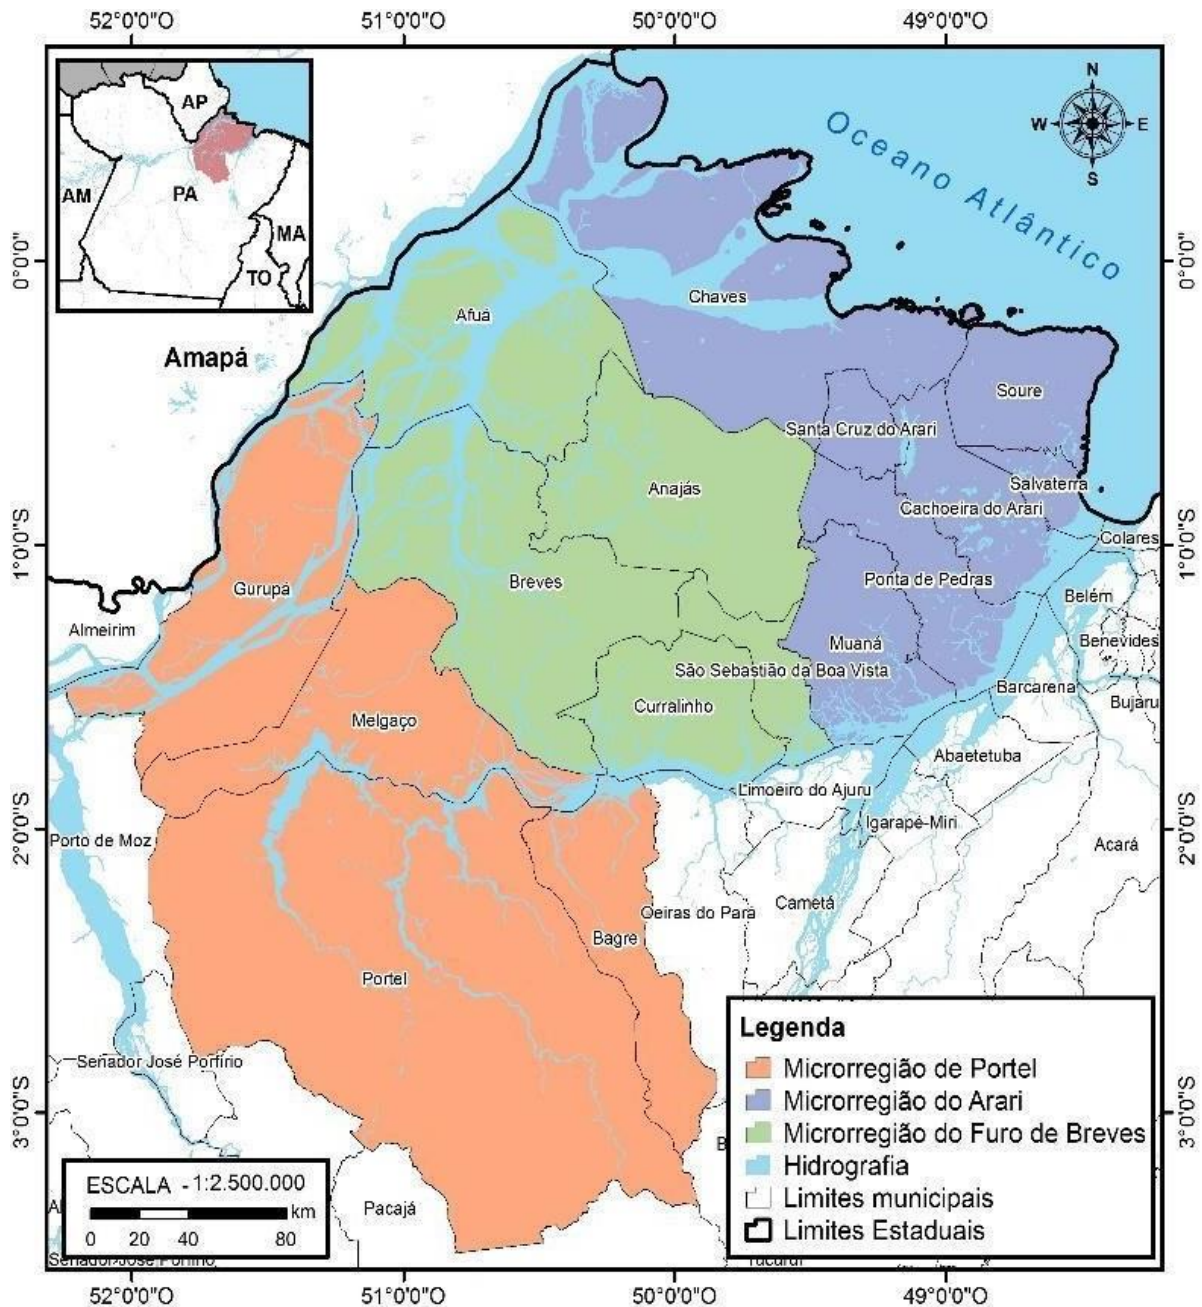 52°0'0"O
51°0'0"O
50°0'0"O
49°0'0"O
AP
AM
PA
MA
TO
N
W
E
S
Oceano Atlântico
0°0'0"
0°0'0"
Chaves
Afuá
Amapá
Soure
Santa Cruz do Arari
Salvaterra
Anajás
Cachoeira do Arari
1°0'0"S
Colares
1°0'0"S
Gurupá
Breves
Ponta de Pedras
Belém
Almeirim
Muaná
Benevides
São Sebastião da Boa Vista
Barcarena
Melgaço
Curralinho
Bujaru
Abaetetuba
Limoeiro do Ajuru
2°0'0"S
Porto de Moz
Igarapé-Miri
2°0'0"S
Acará
Oeiras do Pará
Cametá
Bagre
Portel
Senador José Porfírio
3°0'0"S
3°0'0"S
Legenda
Microrregião de Portel
Microrregião do Arari
Microrregião do Furo de Breves
Hidrografia
Limites municipais
Limites Estaduais
B
ESCALA - 1:2.500.000
km
0 20 40 80
Pacajá
Al
Senador José Porfírio
52°0'0"O
51°0'0"O
50°0'0"O
49°0'0"O